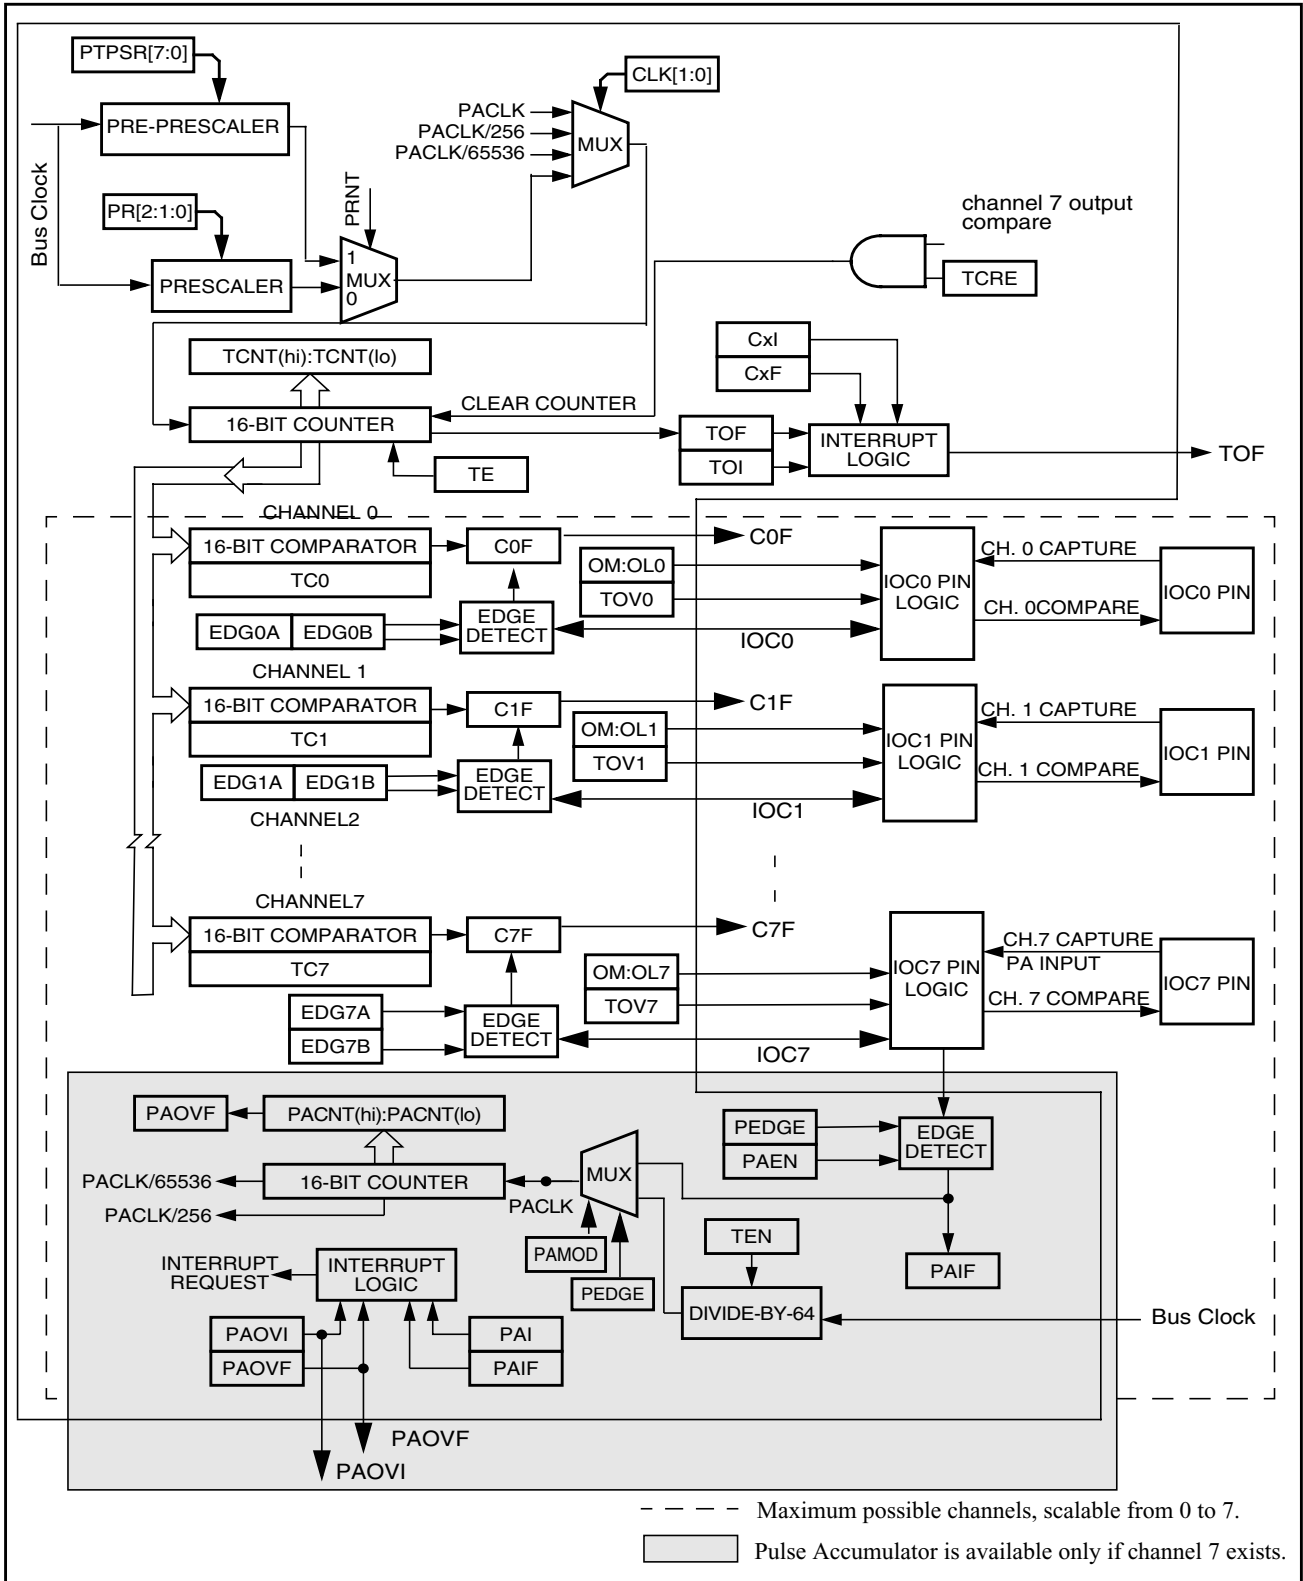 PTPSR[7:0]
CLK[1:0]
PRE-PRESCALER
PACLK
PACLK/256
PACLK/65536
MUX
Bus Clock
PR[2:1:0]
PRNT
channel 7 output
compare
1
MUX
0
PRESCALER
TCRE
CxI
CxF
TCNT(hi):TCNT(lo)
CLEAR COUNTER
16-BIT COUNTER
TOF
TOI
INTERRUPT
LOGIC
TOF
TE
CHANNEL 0
16-BIT COMPARATOR
TC0
C0F
C0F
OM:OL0
TOV0
IOC0 PIN
LOGIC
CH. 0 CAPTURE
CH. 0COMPARE
IOC0 PIN
EDG0A
EDG0B
EDGE
DETECT
IOC0
CHANNEL 1
16-BIT COMPARATOR
TC1
C1F
C1F
OM:OL1
TOV1
IOC1 PIN
LOGIC
CH. 1 CAPTURE
CH. 1 COMPARE
IOC1 PIN
EDG1A
EDG1B
EDGE
DETECT
IOC1
CHANNEL2
CHANNEL7
16-BIT COMPARATOR
TC7
C7F
C7F
OM:OL7
TOV7
IOC7 PIN
LOGIC
CH.7 CAPTURE
PA INPUT
CH. 7 COMPARE
IOC7 PIN
EDG7A
EDG7B
EDGE
DETECT
IOC7
PAOVF
PACNT(hi):PACNT(lo)
PEDGE
PAEN
EDGE
DETECT
PACLK/65536
PACLK/256
16-BIT COUNTER
PACLK
MUX
PAMOD
PEDGE
TEN
PAIF
INTERRUPT
REQUEST
INTERRUPT
LOGIC
DIVIDE-BY-64
Bus Clock
PAOVI
PAOVF
PAI
PAIF
PAOVF
PAOVI
Maximum possible channels, scalable from 0 to 7.
Pulse Accumulator is available only if channel 7 exists.